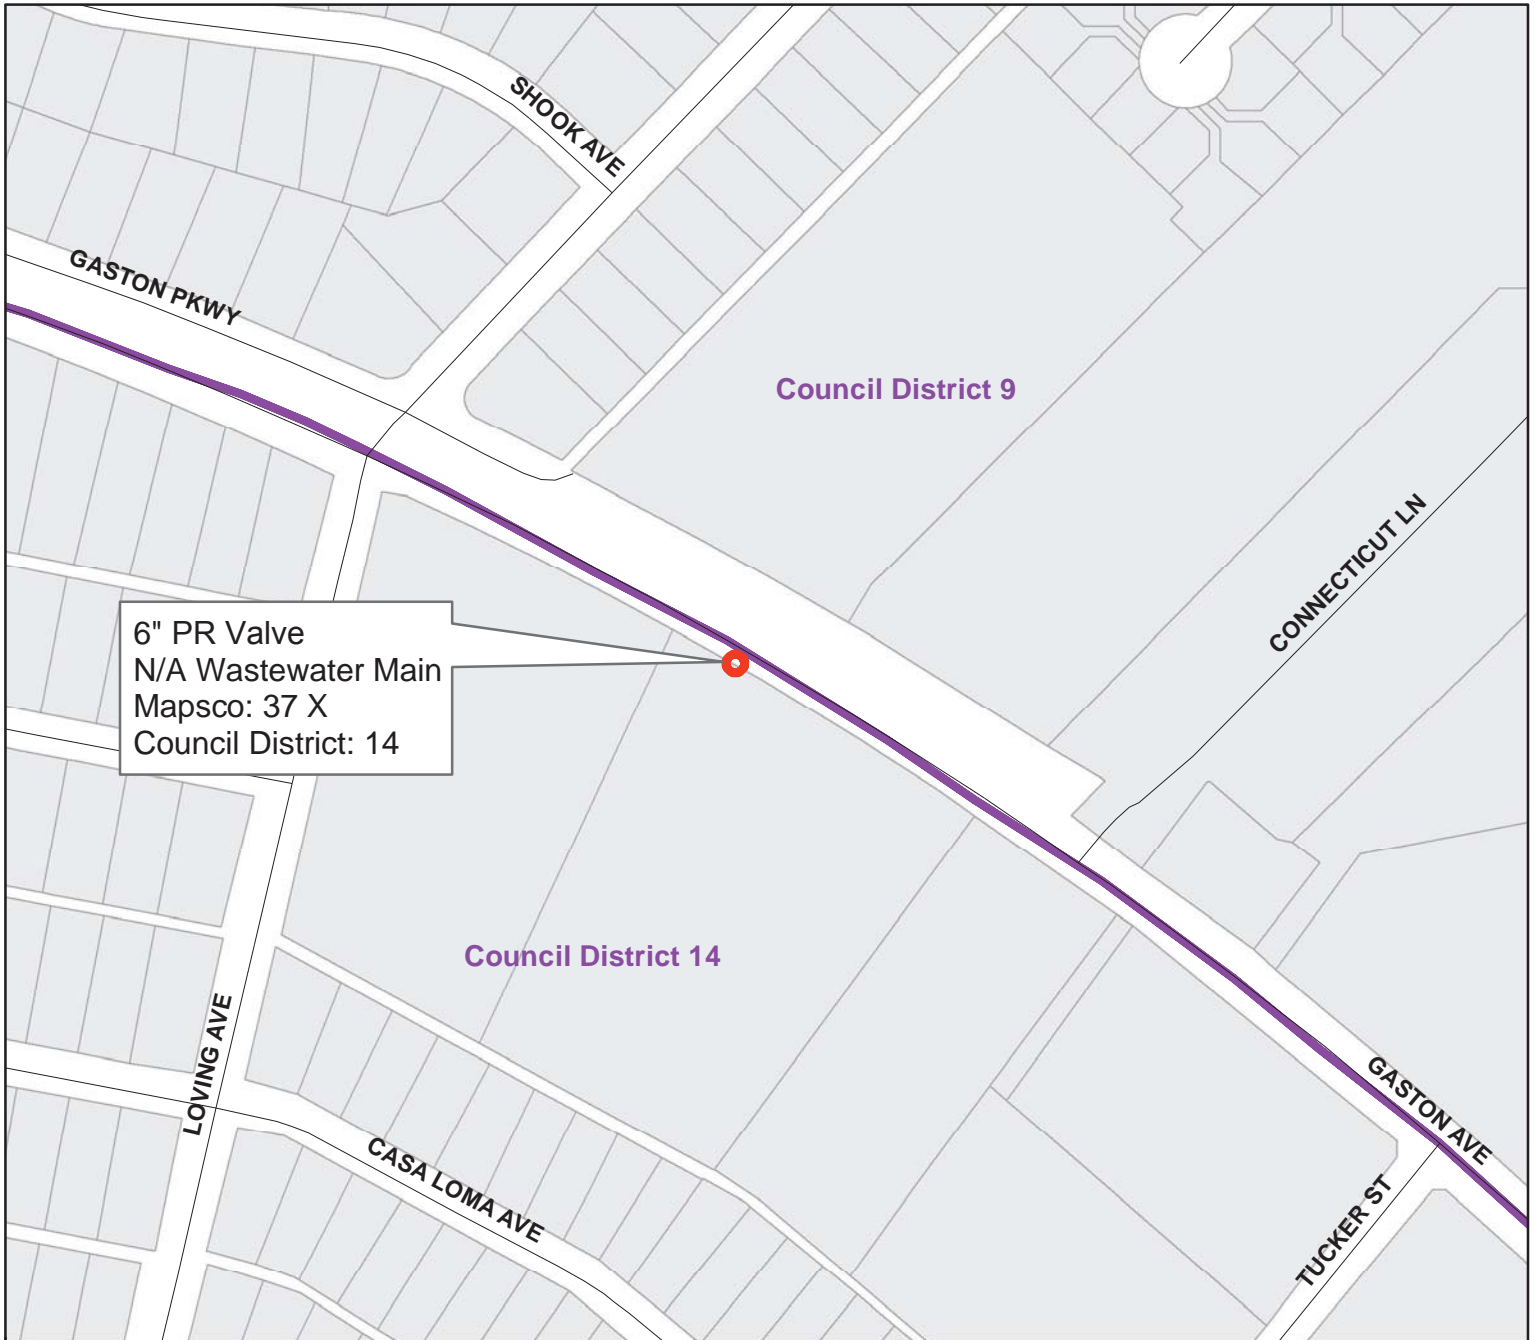 SHOOK AVE
GASTON PKWY
Council District 9
CONNECTICUT LN
6" PR Valve
N/A Wastewater Main
Mapsco: 37 X
Council District: 14
Council District 14
LOVING AVE
GASTON AVE
CASA LOMA AVE
TUCKER ST